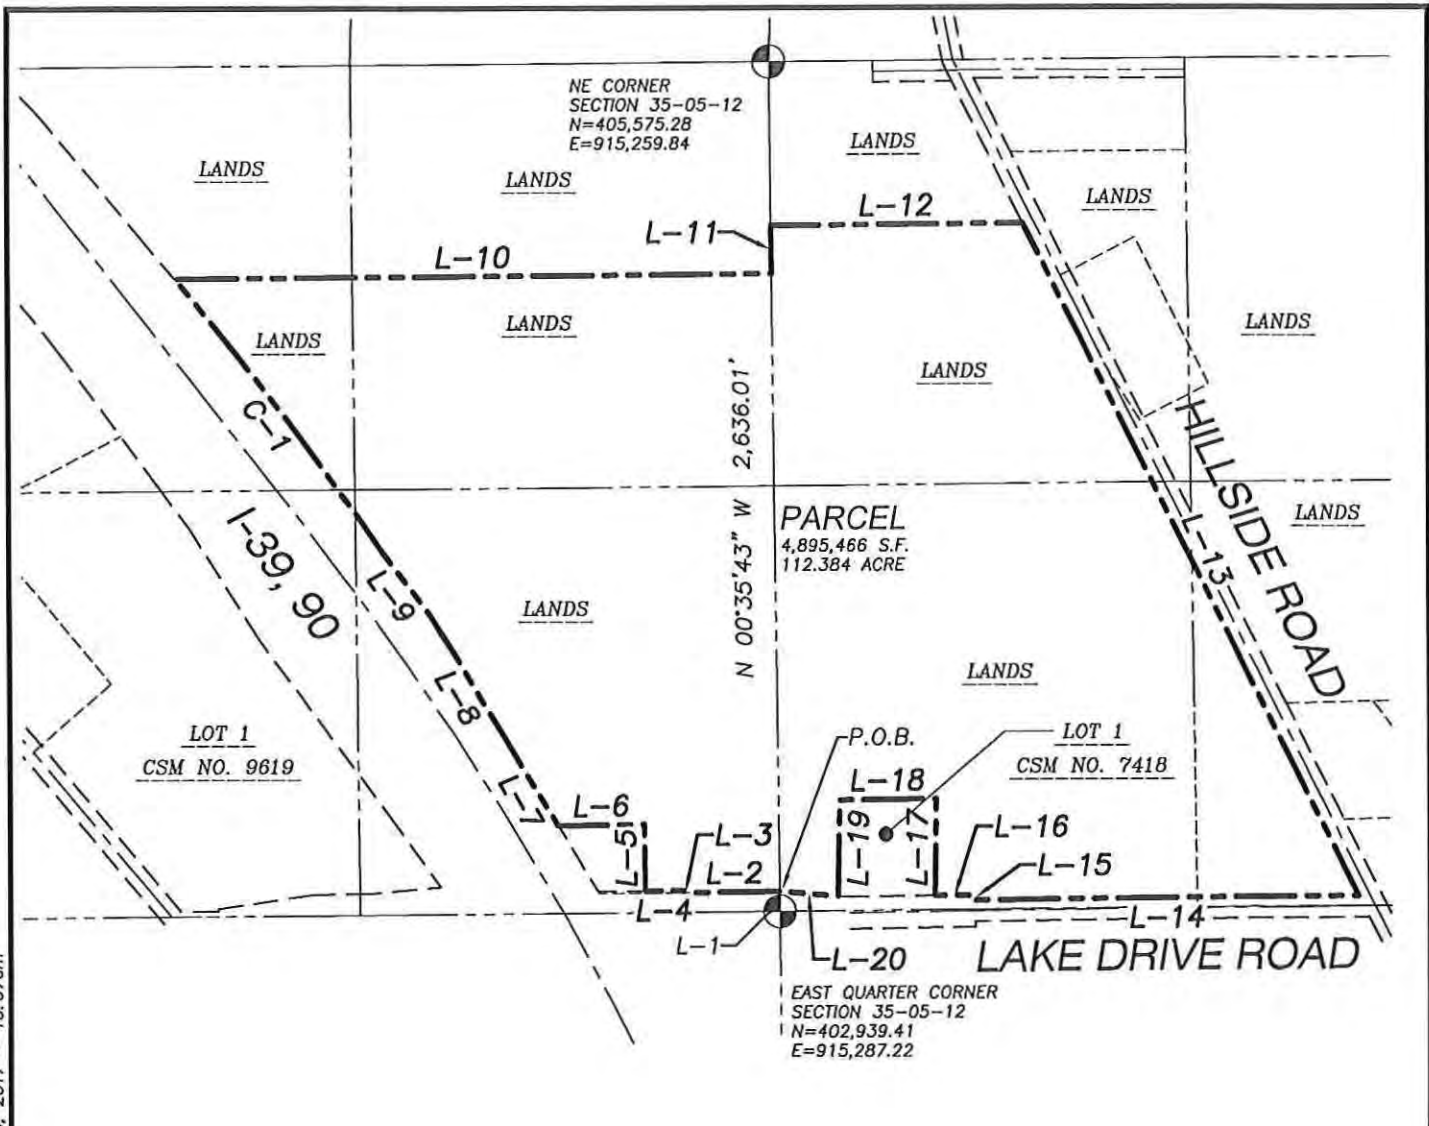 NE CORNER
SECTION 35-05-12
N=405,575.28
E=915,259.84
LANDS
LANDS
LANDS
LANDS
L-12
L-11
L-10
LANDS
LANDS
LANDS
LANDS
C-1
N 00°35'43" W 2,636.01'
HILLSIDE ROAD
I-39, 90
PARCEL
4,895,466 S.F.
112.384 ACRE
LANDS
L-13
L-9
LANDS
LANDS
L-8
LOT 1
CSM NO. 9619
P.O.B.
LOT 1
CSM NO. 7418
L-7
L-6
L-5
L-18
L-19
L-17
L-16
L-3
L-2
L-15
L-4
L-14
L-1
L-20
LAKE DRIVE ROAD
EAST QUARTER CORNER
SECTION 35-05-12
N=402,939.41
E=915,287.22